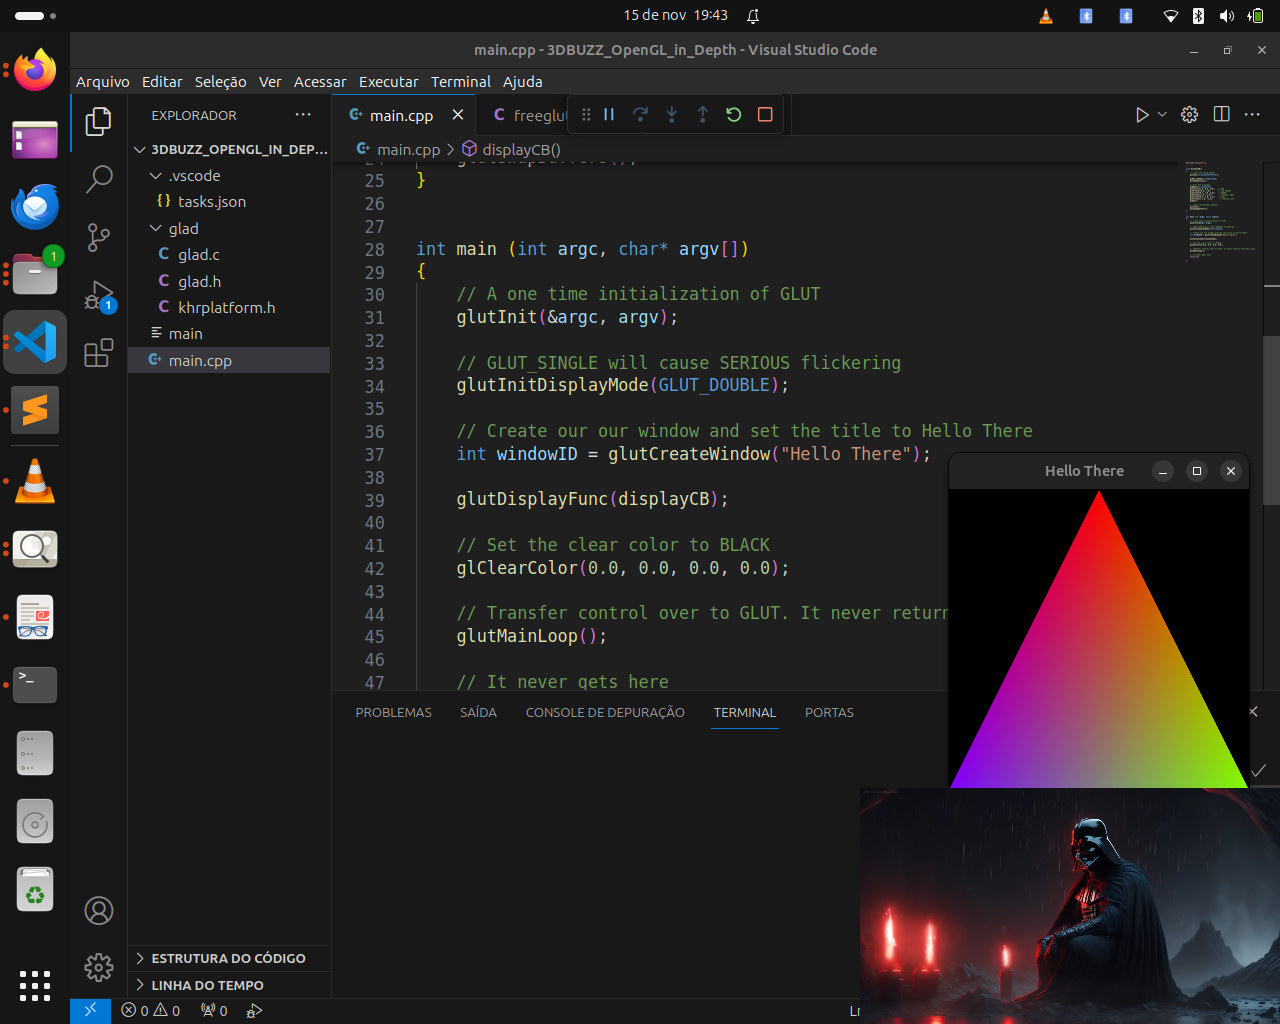 15 de nov 19:43
main.cpp - 3DBUZZ_OpenGL_in_Depth - Visual Studio Code
Arquivo Editar Seleção Ver Acessar Executar Terminal Ajuda
EXPLORADOR
3DBUZZ_OPENGL_IN_DEP...
.vscode
tasks.json
glad
glad.c
glad.h
khrplatform.h
main
main.cpp
ESTRUTURA DO CÓDIGO
LINHA DO TEMPO
1
1
main.cpp
main.cpp > displayCB()
25 }
26
27
28 int main (int argc, char* argv[])
29 {
30 // A one time initialization of GLUT
31 glutInit(&argc, argv);
32
33 // GLUT_SINGLE will cause SERIOUS flickering
34 glutInitDisplayMode(GLUT_DOUBLE);
35
36 // Create our our window and set the title to Hello There
37 int windowID = glutCreateWindow("Hello There");
38
39 glutDisplayFunc(displayCB);
40
41 // Set the clear color to BLACK
42 glClearColor(0.0, 0.0, 0.0, 0.0);
43
44 // Transfer control over to GLUT. It never return
45 glutMainLoop();
46
47 // It never gets here
Hello There
PROBLEMAS SAÍDA CONSOLE DE DEPURAÇÃO TERMINAL PORTAS
0 0 0